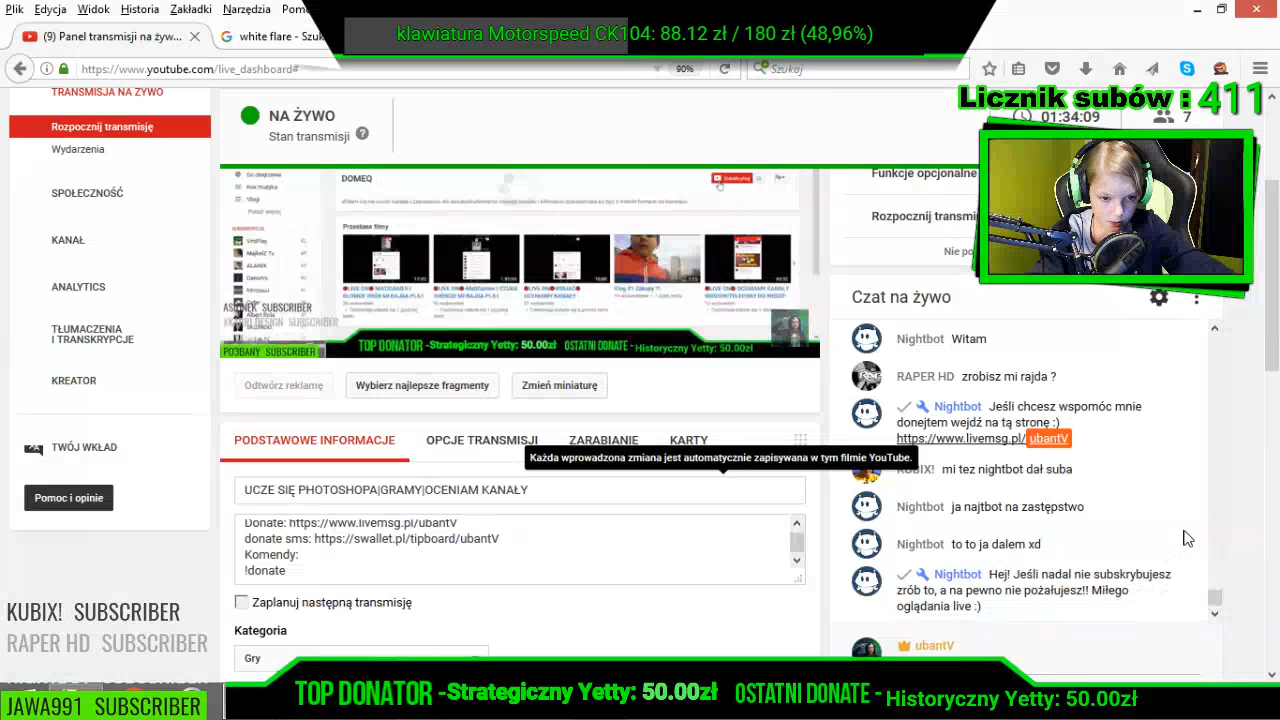 Plik Edycja Widok Historia Zakładki Narzędzia
klawiatura Motorspeed CK104: 88.12 zł / 180 zł (48,96%)
(9) Panel transmisji na żyw...
white flare - Szuk
https://www.youtube.com/live_dashboard#
90%
Szukaj
Licznik subów : 411
TRANSMISJA NA ŻYWO
Rozpocznij transmisję
Wydarzenia
SPOŁECZNOŚĆ
KANAŁ
ANALYTICS
TŁUMACZENIA
I TRANSKRYPCJE
KREATOR
TWÓJ WKŁAD
Pomoc i opinie
NA ŻYWO
Stan transmisji
01:34:09
7
DOMEQ
Przesłane filmy
PO3BANY SUBSCRIBER
TOP DONATOR -Strategiczny Yetty: 50.00zł OSTATNI DONATE - Historyczny Yetty: 50.00zł
Odtwórz reklamę
Wybierz najlepsze fragmenty
Zmień miniaturę
PODSTAWOWE INFORMACJE
OPCJE TRANSMISJI
ZARABIANIE
KARTY
Każda wprowadzona zmiana jest automatycznie zapisywana w tym filmie YouTube.
UCZE SIĘ PHOTOSHOPA|GRAMY|OCENIAM KANAŁY
Donate: https://www.livemsg.pl/ubantV
donate sms: https://swallet.pl/tipboard/ubantV
Komendy:
!donate
Zaplanuj następną transmisję
Kategoria
Gry
Funkcje opcjonalne
Rozpocznij transmi
Nie po
Czat na żywo
Nightbot Witam
RAPER HD zrobisz mi rajda ?
Nightbot Jeśli chcesz wspomóc mnie
donejtem wejdź na tą stronę :)
https://www.livemsg.pl/ubantV
KUBIX! mi tez nightbot dał suba
Nightbot ja najtbot na zastępstwo
Nightbot to to ja dalem xd
Nightbot Hej! Jeśli nadal nie subskrybujesz
zrób to, a na pewno nie pożałujesz!! Miłego
oglądania live :)
ubantV
KUBIX! SUBSCRIBER
RAPER HD SUBSCRIBER
JAWA991 SUBSCRIBER
TOP DONATOR -Strategiczny Yetty: 50.00zł OSTATNI DONATE - Historyczny Yetty: 50.00zł